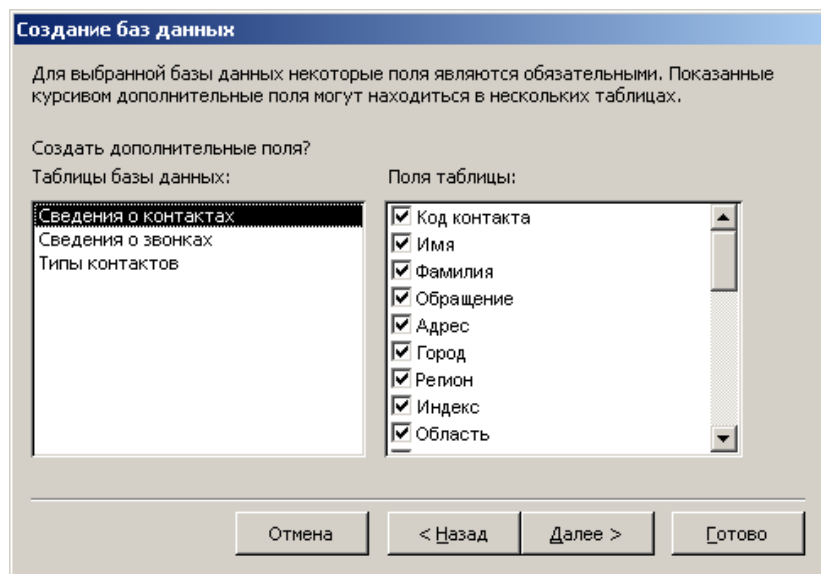 Создание баз данных
Для выбранной базы данных некоторые поля являются обязательными. Показанные
курсивом дополнительные поля могут находиться в нескольких таблицах.
Создать дополнительные поля?
Таблицы базы данных:
Сведения о контактах
Сведения о звонках
Типы контактов
Поля таблицы:
Код контакта
Имя
Фамилия
Обращение
Адрес
Город
Регион
Индекс
Область
Отмена
< Назад
Далее >
Готово